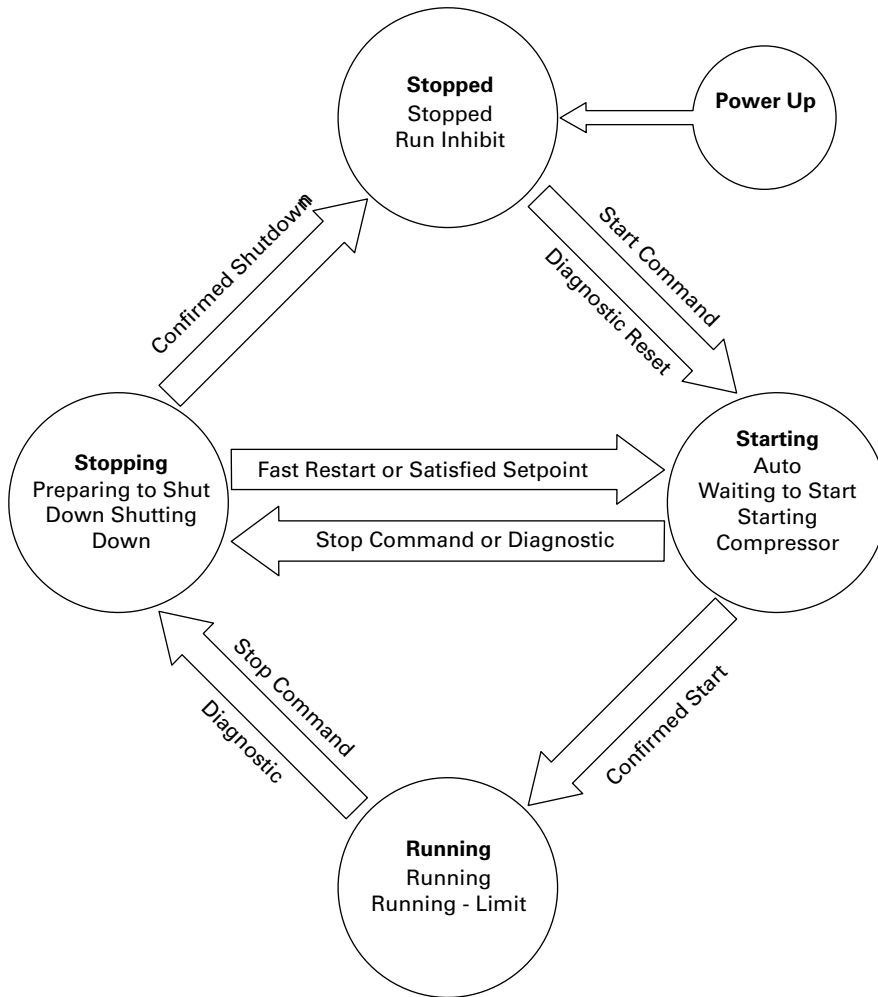 Stopped
Stopped
Run Inhibit
Power Up
Confirmed Shutdown
Start Command
Diagnostic Reset
Stopping
Preparing to Shut
Down Shutting
Down
Fast Restart or Satisfied Setpoint
Stop Command or Diagnostic
Starting
Auto
Waiting to Start
Starting
Compressor
Stop Command
Diagnostic
Confirmed Start
Running
Running
Running - Limit